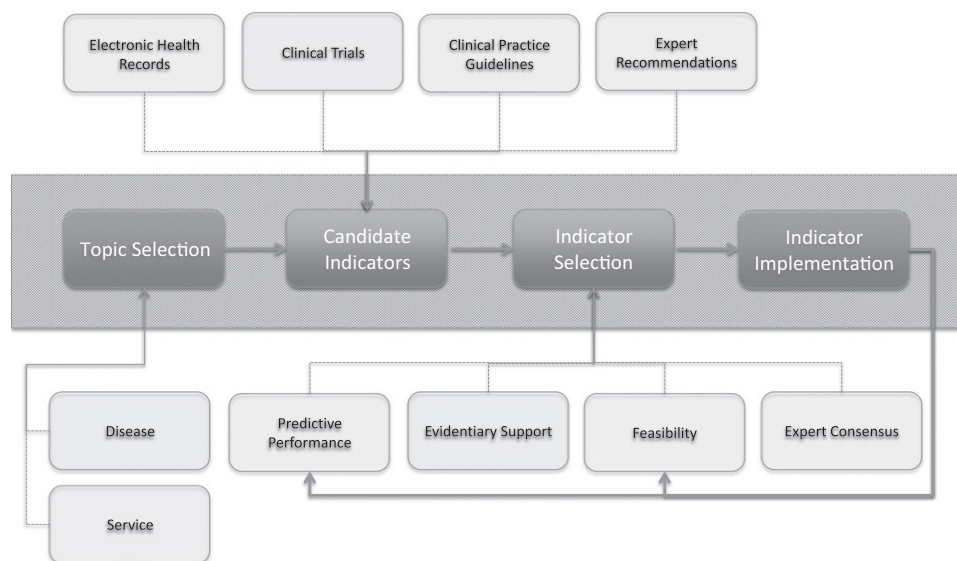 Electronic Health
Records
Clinical Trials
Clinical Practice
Guidelines
Expert
Recommendations
Topic Selection
Candidate
Indicators
Indicator
Selection
Indicator
Implementation
Disease
Predictive
Performance
Evidentiary Support
Feasibility
Expert Consensus
Service